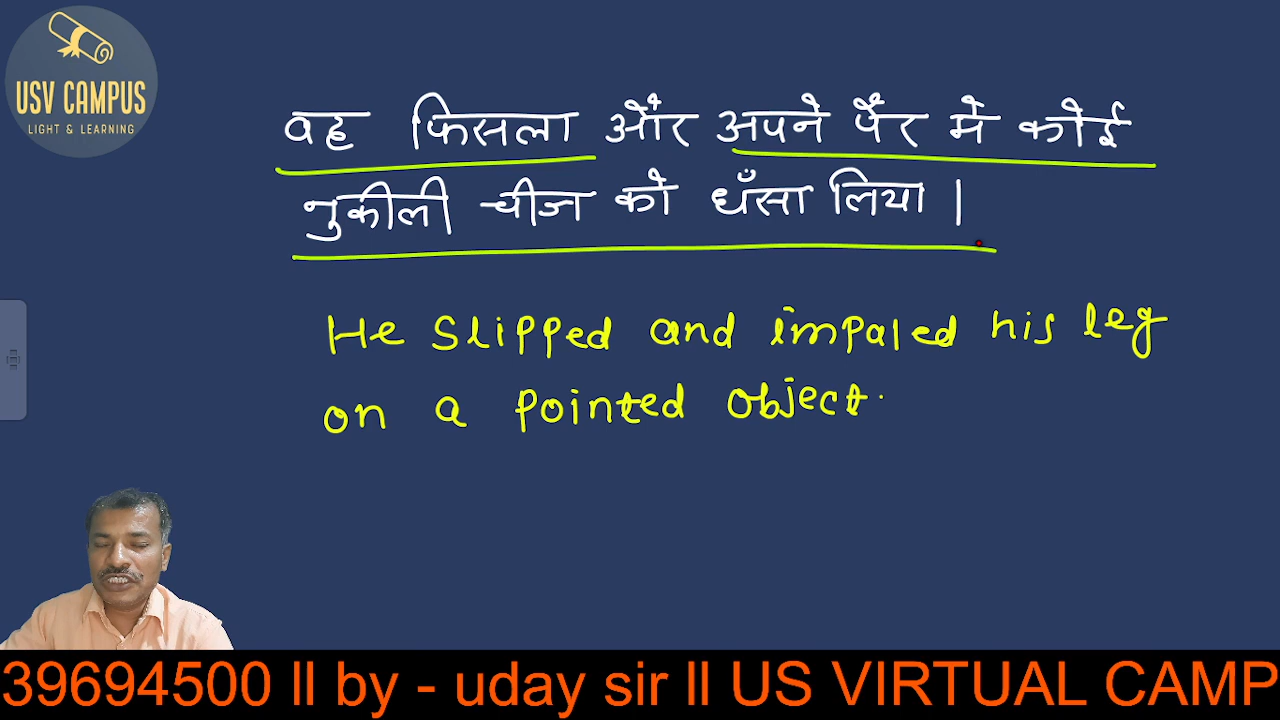 USV CAMPUS
LIGHT & LEARNING
वह फिसला और अपने पैर मे कोई
नुकीली चीज को धँसा लिया |
He slipped and impaled his leg
on a pointed object.
39694500 ll by - uday sir ll US VIRTUAL CAMP